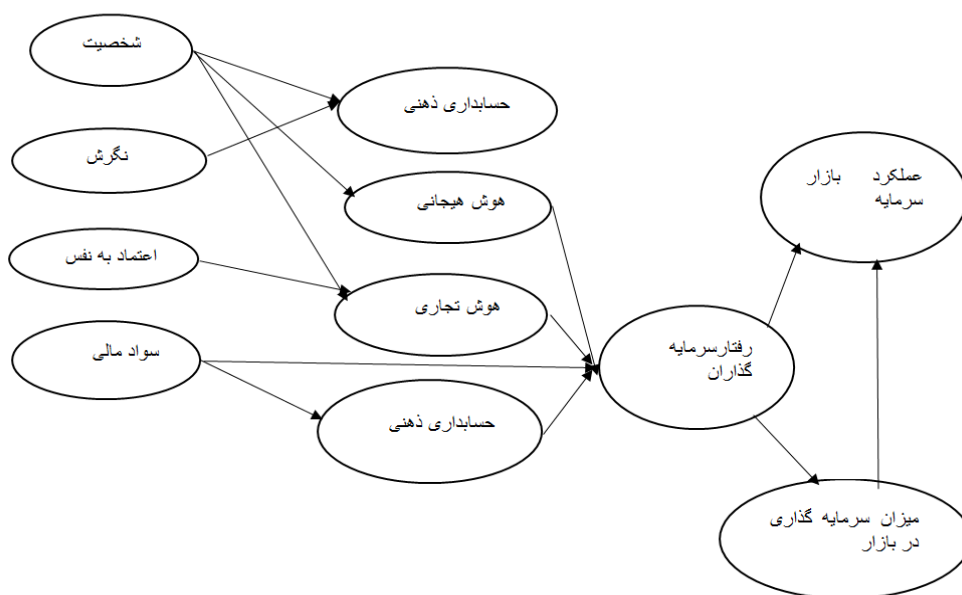 شخصیت
حسابداری ذهنی
نگرش
هوش هیجانی
اعتماد به نفس
هوش تجاری
سواد مالی
حسابداری ذهنی
رفتارسرمایه
گذاران
عملکرد بازار
سرمایه
میزان سرمایه گذاری
در بازار